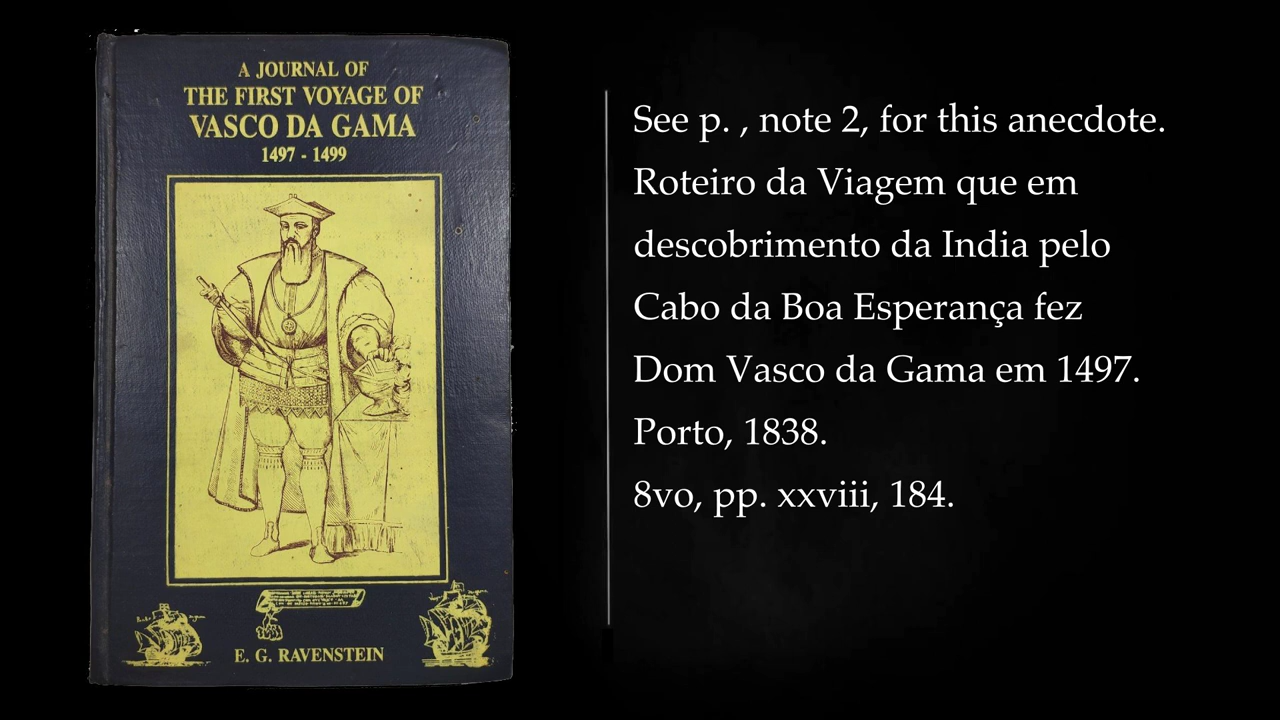 A JOURNAL OF
THE FIRST VOYAGE OF
VASCO DA GAMA
1497 - 1499
E. G. RAVENSTEIN
See p. , note 2, for this anecdote.
Roteiro da Viagem que em
descobrimento da India pelo
Cabo da Boa Esperança fez
Dom Vasco da Gama em 1497.
Porto, 1838.
8vo, pp. xxviii, 184.